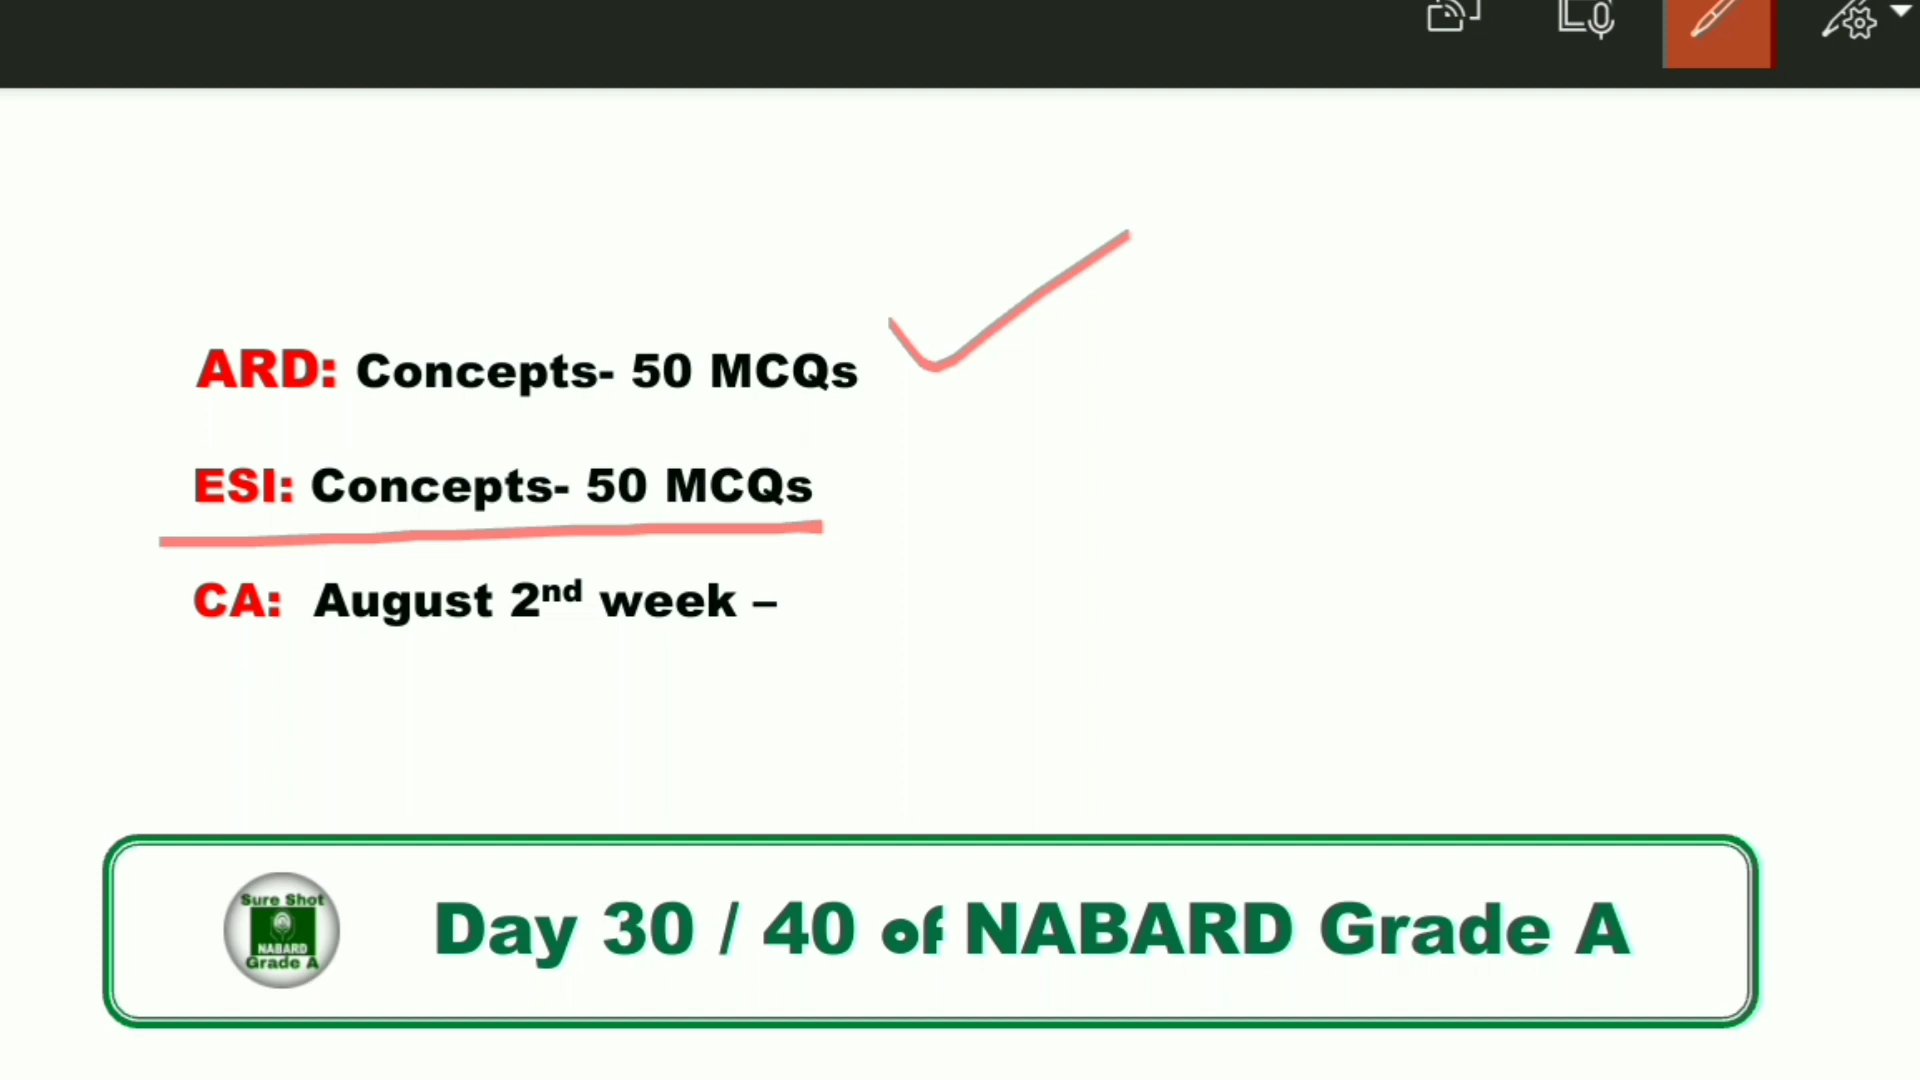 ARD: Concepts- 50 MCQs
ESI: Concepts- 50 MCQs
CA: August 2nd week –
Sure Shot
NABARD
Grade A
Day 30 / 40 of NABARD Grade A